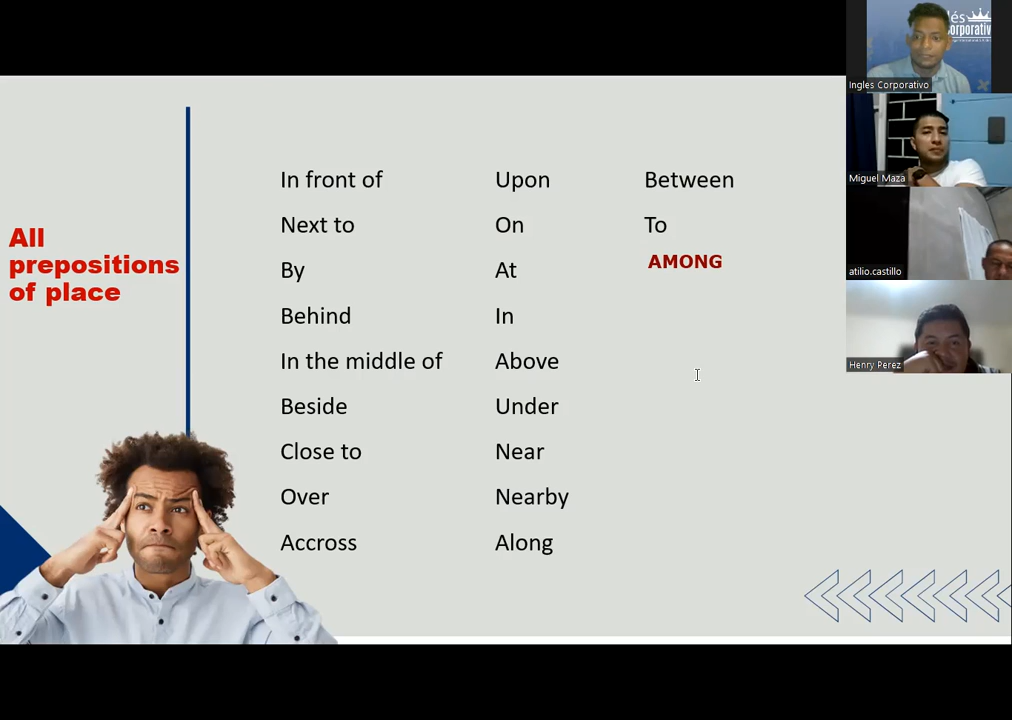 All
prepositions
of place
In front of
Next to
By
Behind
In the middle of
Beside
Close to
Over
Accross
Upon
On
At
In
Above
Under
Near
Nearby
Along
Between
To
AMONG
Ingles Corporativo
Miguel Maza
atilio.castillo
Henry Perez